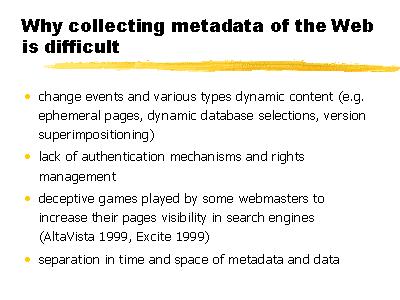 Why collecting metadata of the Web
is difficult
• change events and various types dynamic content (e.g.
ephemeral pages, dynamic database selections, version
superimpositioning)
• lack of authentication mechanisms and rights
management
• deceptive games played by some webmasters to
increase their pages visibility in search engines
(AltaVista 1999, Excite 1999)
• separation in time and space of metadata and data